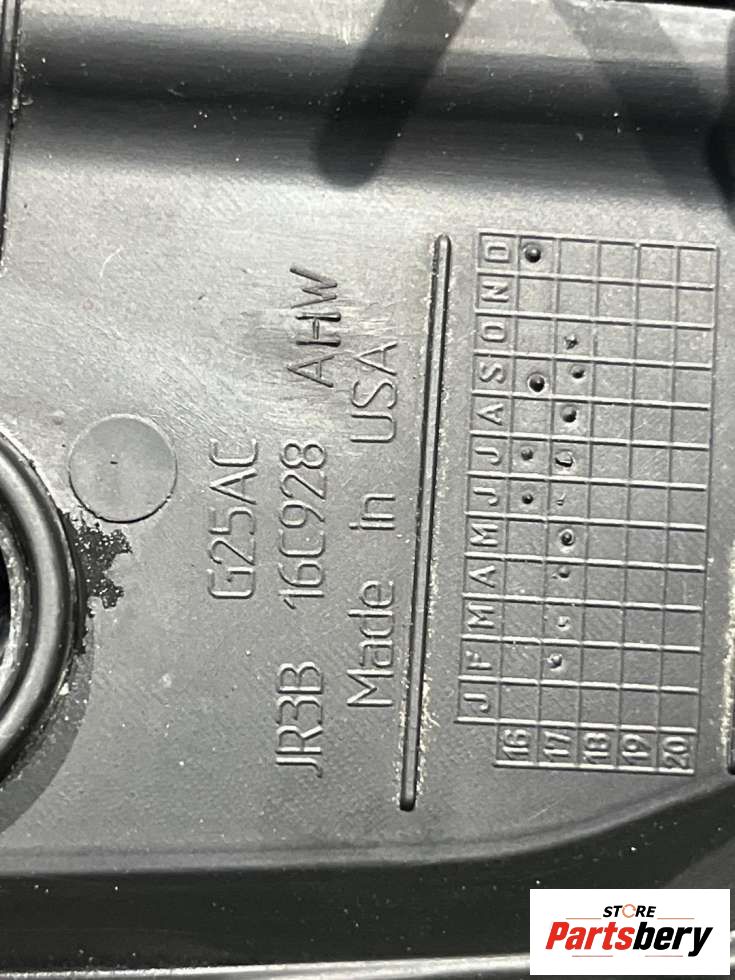 G25AC
JR3B 16C928 AHW
Made in USA
J F M A M J J A S O N D
16
17
18
19
20
STORE
Partsbery